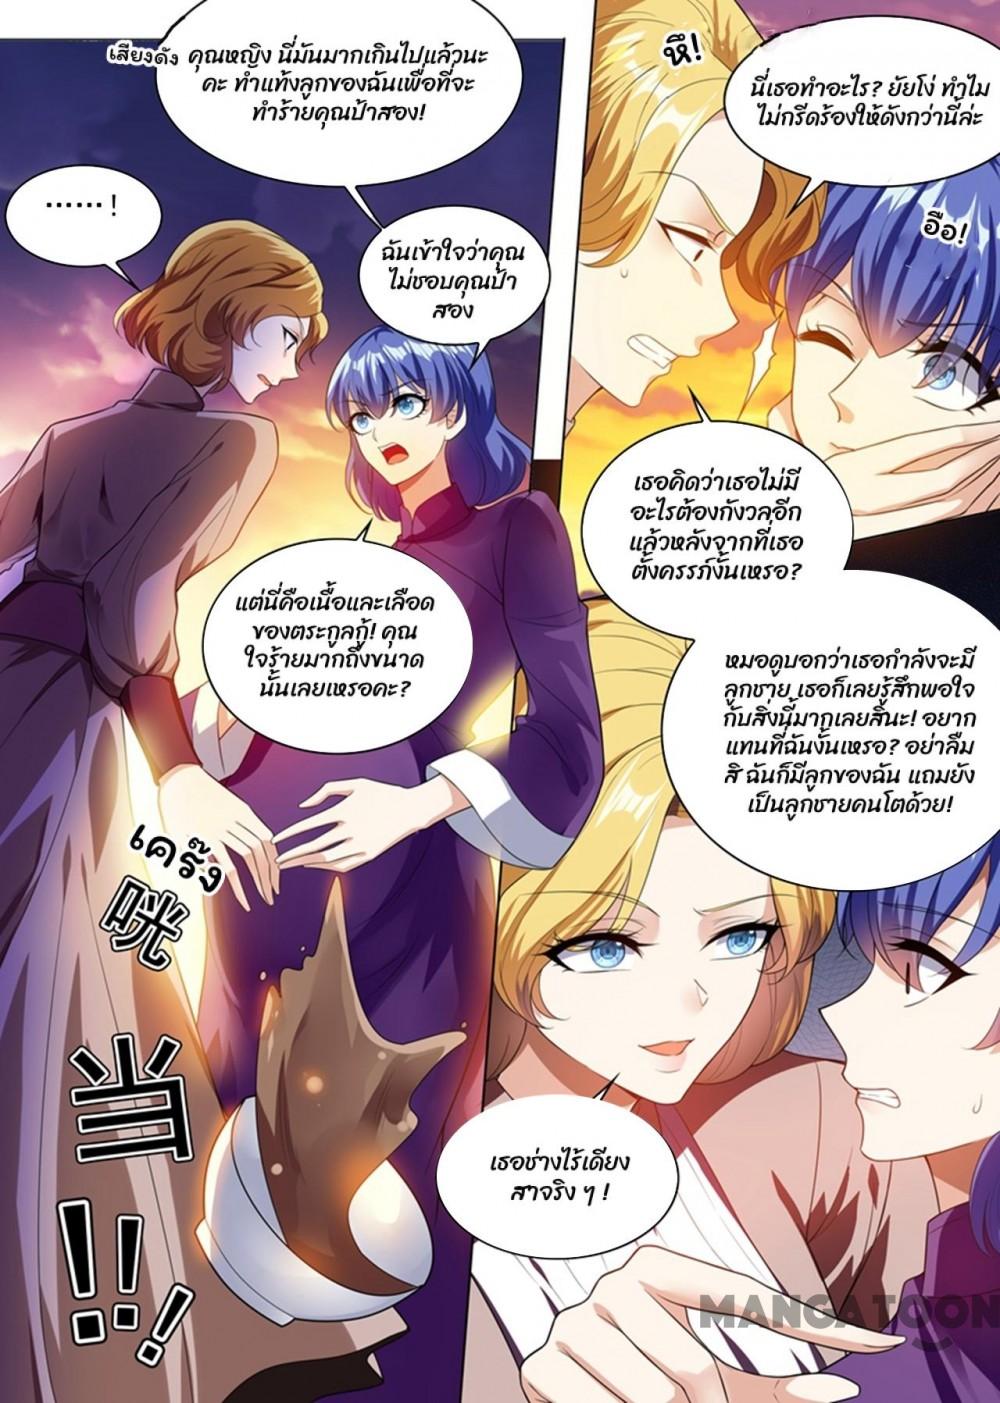 เสียงดัง
คุณหญิง นี่มันมากเกินไปแล้วนะ
คะ ทำแท้งลูกของฉันเพื่อที่จะ
ทำร้ายคุณป้าสอง!
......!
ฉันเข้าใจว่าคุณ
ไม่ชอบคุณป้า
สอง
แต่นี่คือเนื้อและเลือด
ของตระกูลกู้! คุณ
ใจร้ายมากถึงขนาด
นั้นเลยเหรอคะ?
เคร๊ง
咣
当
!!!
หึ!
นี่เธอทำอะไร? ยัยโง่ ทำไม
ไม่กรีดร้องให้ดังกว่านี้ล่ะ
อือ!
เธอคิดว่าเธอไม่มี
อะไรต้องกังวลอีก
แล้วหลังจากที่เธอ
ตั้งครรภ์งั้นเหรอ?
หมอดูบอกว่าเธอกำลังจะมี
ลูกชาย เธอก็เลยรู้สึกพอใจ
กับสิ่งนี้มากเลยสินะ! อยาก
แทนที่ฉันงั้นเหรอ? อย่าลืม
สิ ฉันก็มีลูกของฉัน แถมยัง
เป็นลูกชายคนโตด้วย!
เธอช่างไร้เดียง
สาจริง ๆ !
MANGATOON